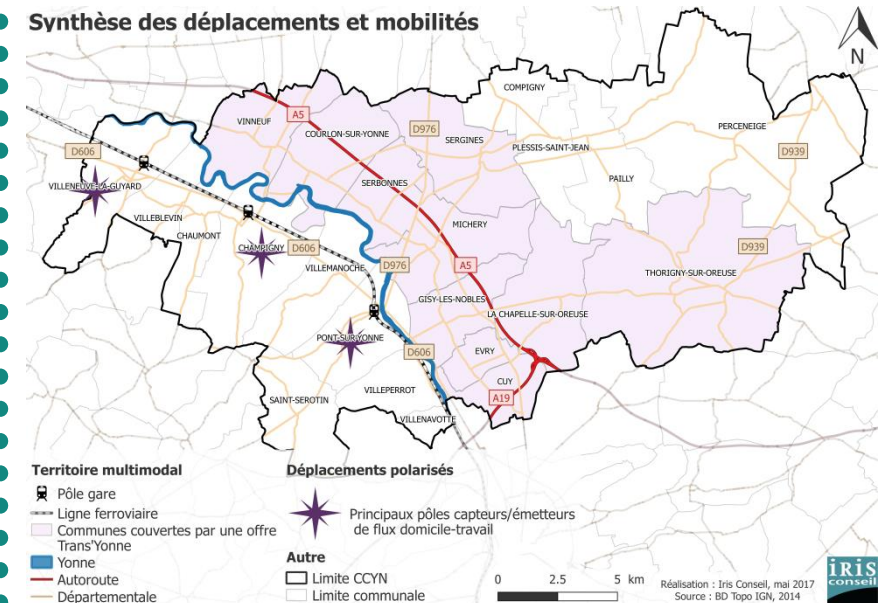 Synthèse des déplacements et mobilités
N
COMPIGNY
VINNEUF
A5
COURLON-SUR-YONNE
D976
SERGINES
PERCENEIGE
PLESSIS-SAINT-JEAN
D606
D939
VILLENEUVE-LA-GUYARD
SERBONNES
PAILLY
VILLEBLEVIN
MICHERY
CHAUMONT
CHAMPIGNY
D606
D939
VILLEMANOCHE
D976
A5
THORIGNY-SUR-OREUSE
GISY-LES-NOBLES
LA CHAPELLE-SUR-OREUSE
PONT-SUR-YONNE
D606
EVRY
CUY
VILLEPERROT
A19
SAINT-SEROTIN
VILLENAVOTTE
Territoire multimodal
Pôle gare
Ligne ferroviaire
Communes couvertes par une offre
Trans'Yonne
Yonne
Autoroute
Départementale
Déplacements polarisés
Principaux pôles capteurs/émetteurs
de flux domicile-travail
Autre
Limite CCYN
Limite communale
0 2.5 5 km
Réalisation : Iris Conseil, mai 2017
Source : BD Topo IGN, 2014
iRiS
conseil